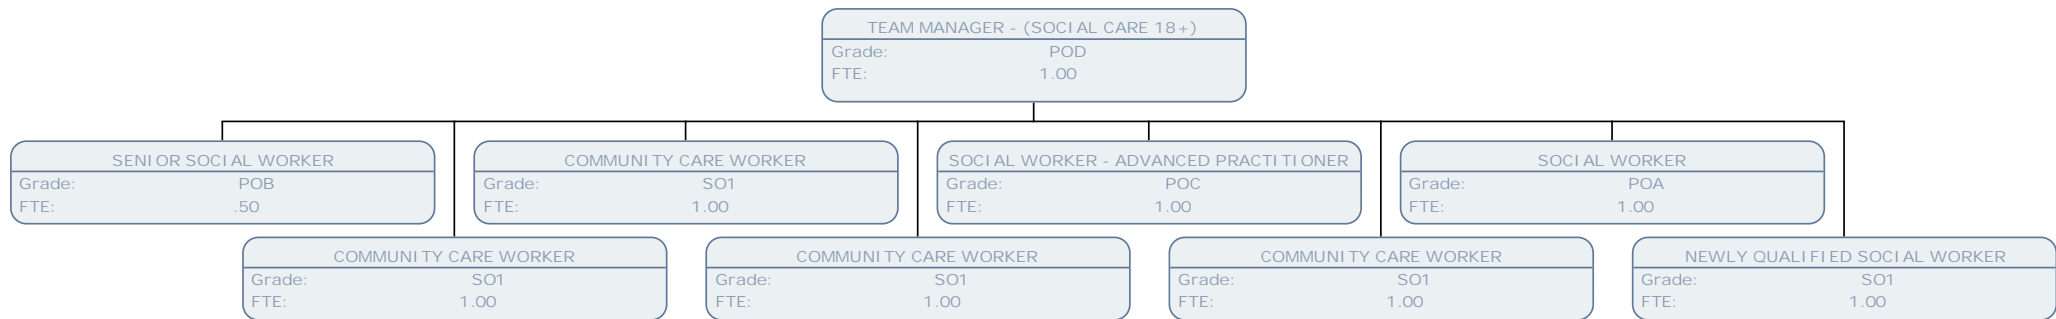 TEAM MANAGER - (SOCIAL CARE 18+)
Grade: POD
FTE: 1.00
SENIOR SOCIAL WORKER
Grade: POB
FTE: .50
COMMUNITY CARE WORKER
Grade: SO1
FTE: 1.00
SOCIAL WORKER - ADVANCED PRACTITIONER
Grade: POC
FTE: 1.00
SOCIAL WORKER
Grade: POA
FTE: 1.00
COMMUNITY CARE WORKER
Grade: SO1
FTE: 1.00
COMMUNITY CARE WORKER
Grade: SO1
FTE: 1.00
COMMUNITY CARE WORKER
Grade: SO1
FTE: 1.00
NEWLY QUALIFIED SOCIAL WORKER
Grade: SO1
FTE: 1.00